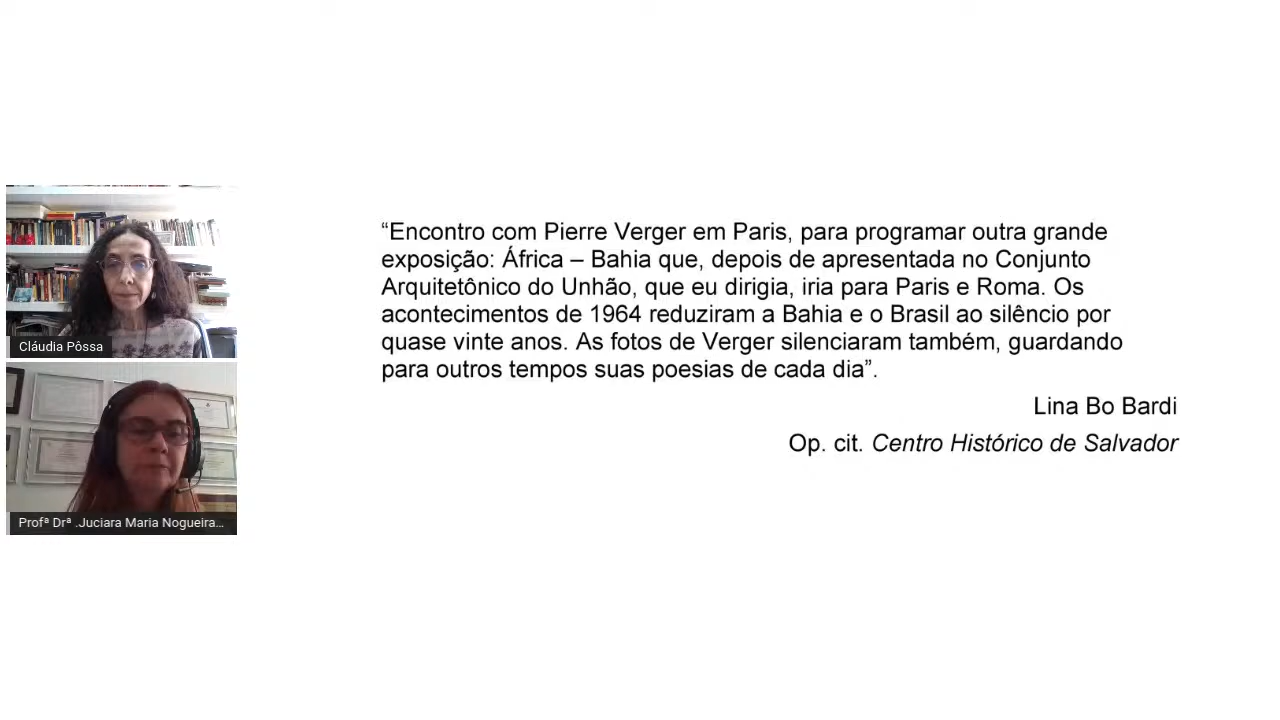 “Encontro com Pierre Verger em Paris, para programar outra grande
exposição: África – Bahia que, depois de apresentada no Conjunto
Arquitetônico do Unhão, que eu dirigia, iria para Paris e Roma. Os
acontecimentos de 1964 reduziram a Bahia e o Brasil ao silêncio por
quase vinte anos. As fotos de Verger silenciaram também, guardando
para outros tempos suas poesias de cada dia”.
Lina Bo Bardi
Op. cit. Centro Histórico de Salvador
Cláudia Pôssa
Profª Drª .Juciara Maria Nogueira…